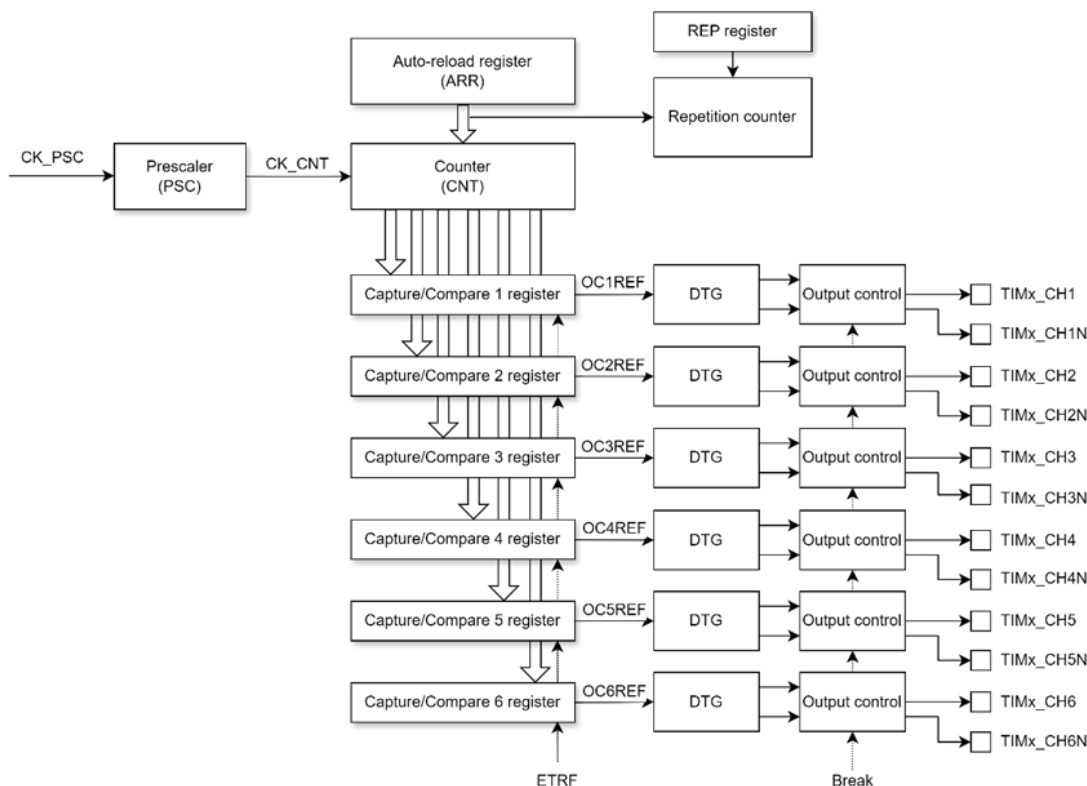 REP register
Auto-reload register
(ARR)
Repetition counter
CK_PSC
Prescaler
(PSC)
CK_CNT
Counter
(CNT)
Capture/Compare 1 register
OC1REF
DTG
Output control
TIMx_CH1
TIMx_CH1N
Capture/Compare 2 register
OC2REF
DTG
Output control
TIMx_CH2
TIMx_CH2N
Capture/Compare 3 register
OC3REF
DTG
Output control
TIMx_CH3
TIMx_CH3N
Capture/Compare 4 register
OC4REF
DTG
Output control
TIMx_CH4
TIMx_CH4N
Capture/Compare 5 register
OC5REF
DTG
Output control
TIMx_CH5
TIMx_CH5N
Capture/Compare 6 register
OC6REF
DTG
Output control
TIMx_CH6
TIMx_CH6N
ETRF
Break